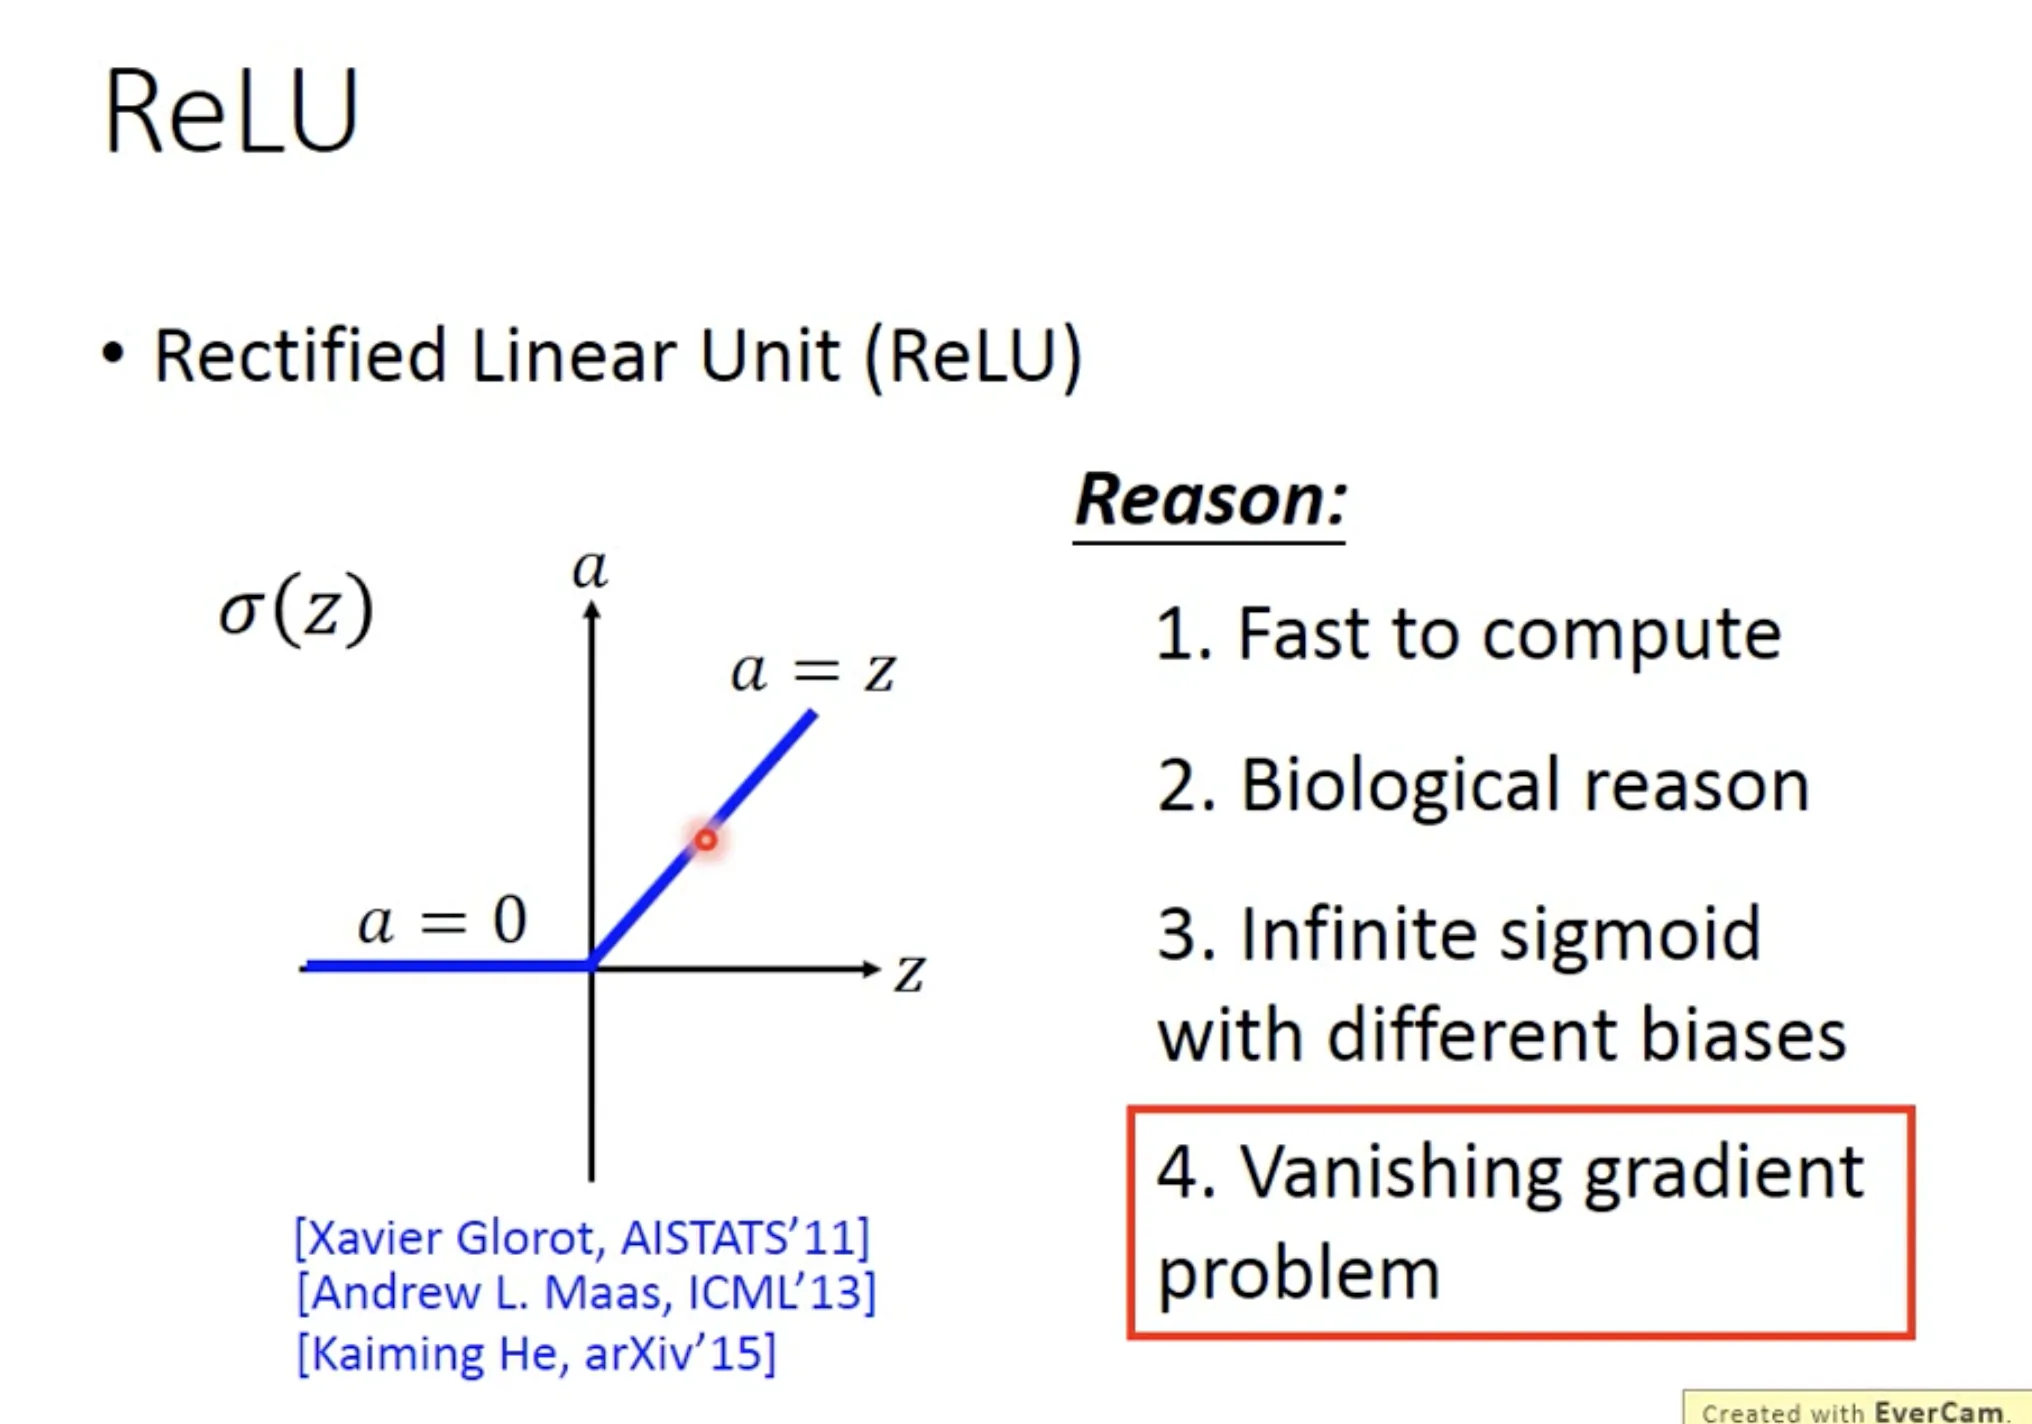 ReLU
• Rectified Linear Unit (ReLU)
Reason:
σ(z)
a
a = z
a = 0
z
1. Fast to compute
2. Biological reason
3. Infinite sigmoid
with different biases
4. Vanishing gradient
problem
[Xavier Glorot, AISTATS’11]
[Andrew L. Maas, ICML’13]
[Kaiming He, arXiv’15]
Created with EverCam.